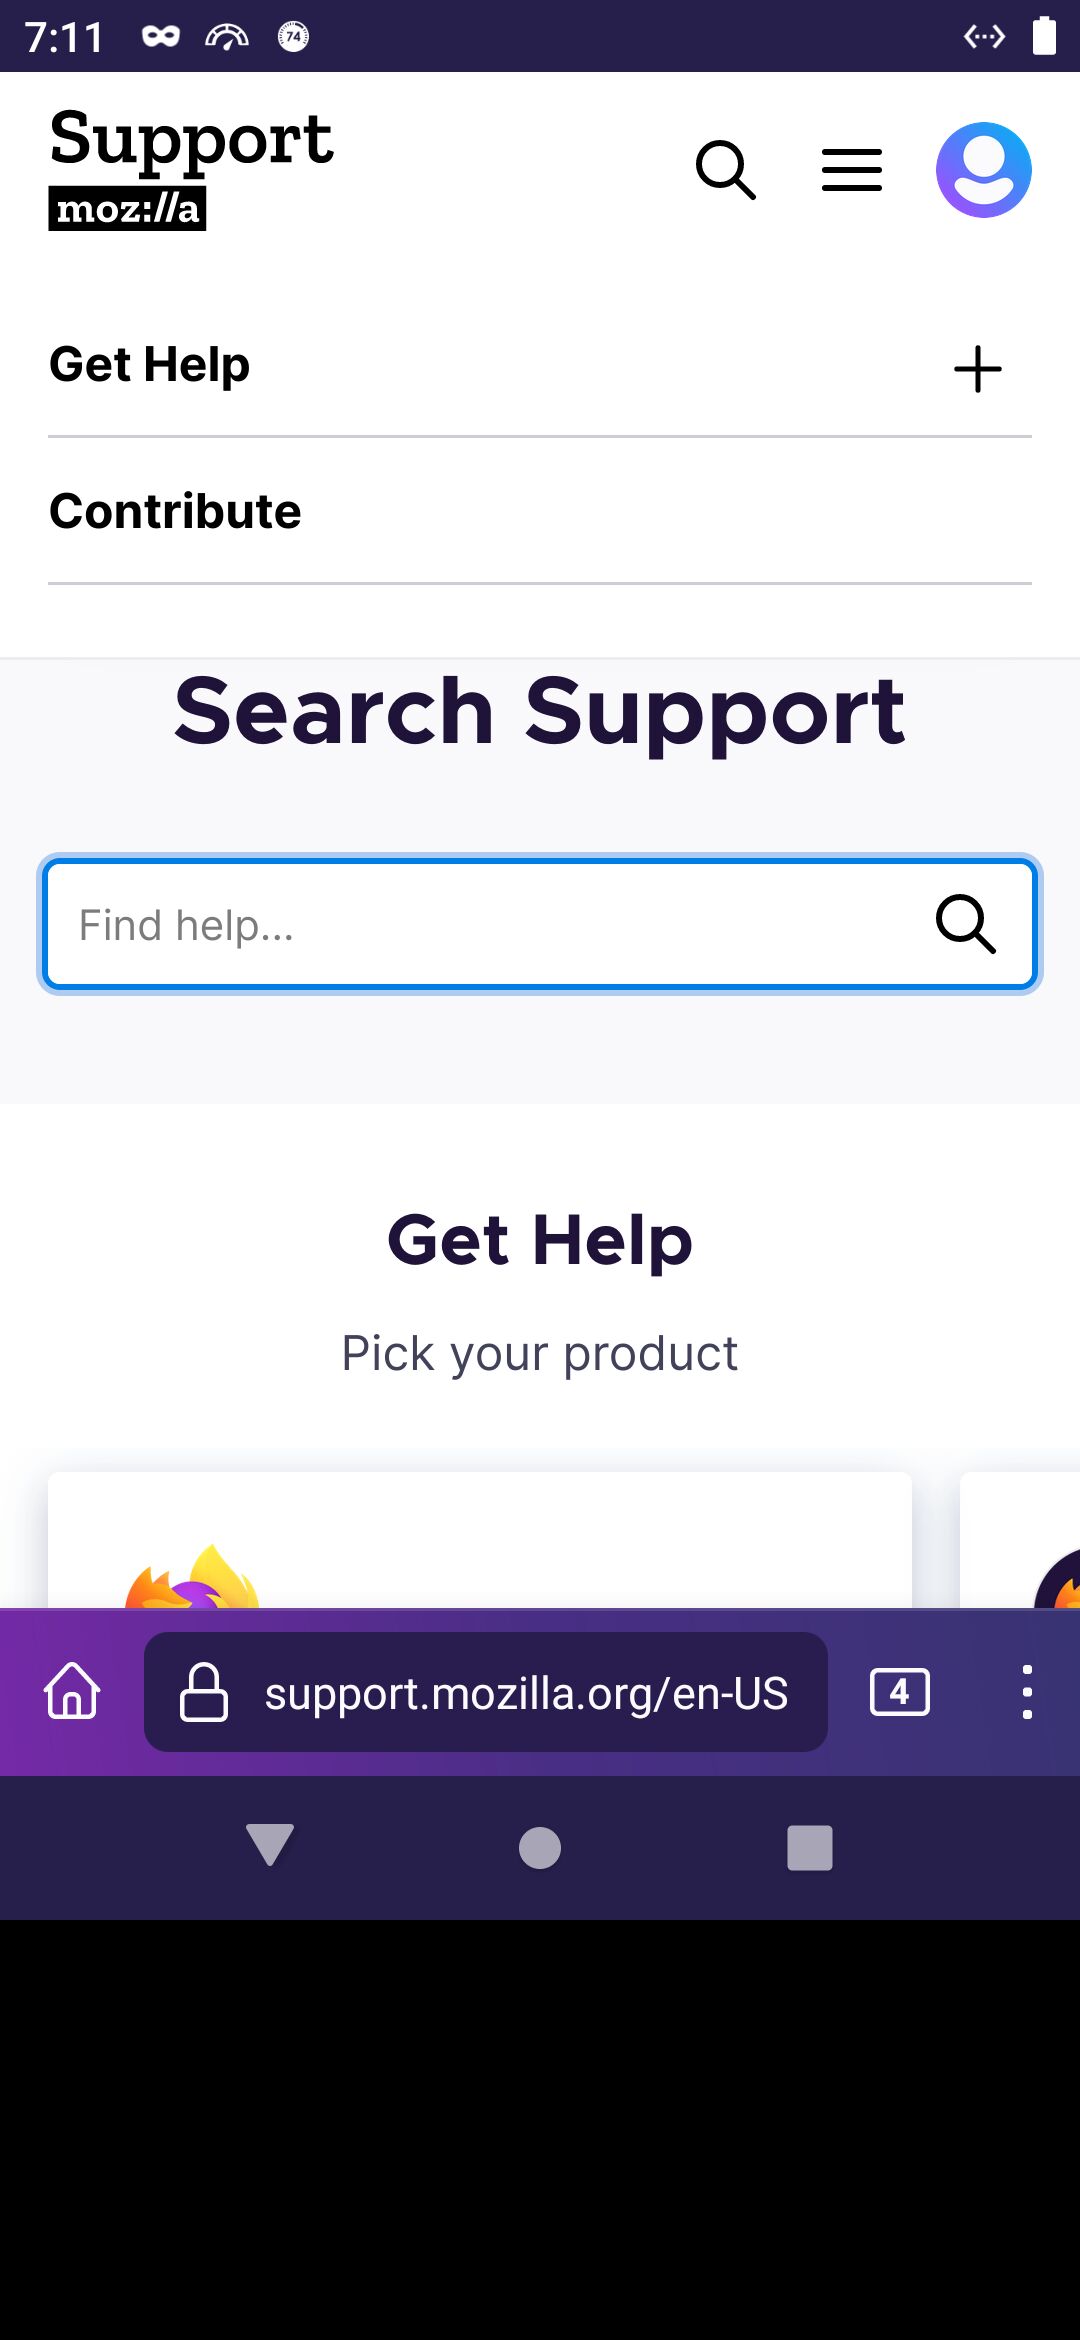 7:11
74
Support
moz://a
Get Help
Contribute
Search Support
Find help...
Get Help
Pick your product
support.mozilla.org/en-US
4